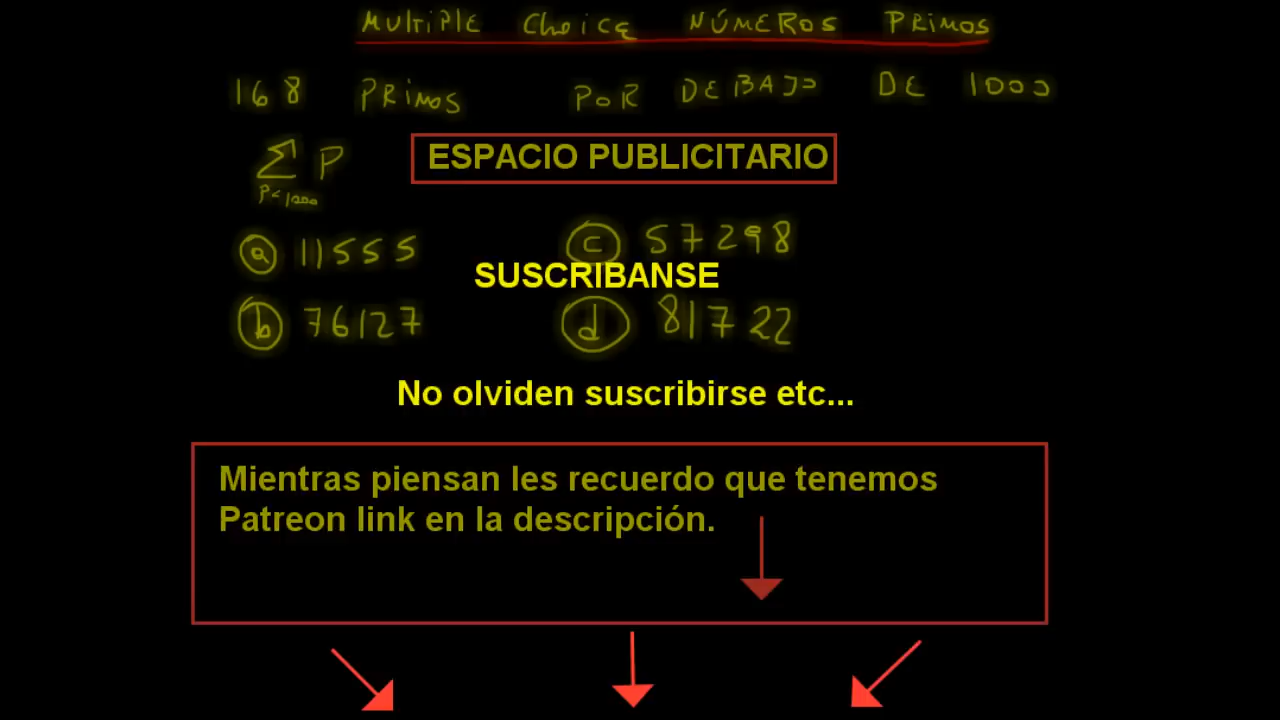 MULTIPLE Choice NÚMEROS PRIMOS
168 PRIMOS POR DEBAJO DE 1000
∑ P ESPACIO PUBLICITARIO
P<1000
a 11555 c 57298
SUSCRIBANSE
b 76127 d 81722
No olviden suscribirse etc...
Mientras piensan les recuerdo que tenemos
Patreon link en la descripción.